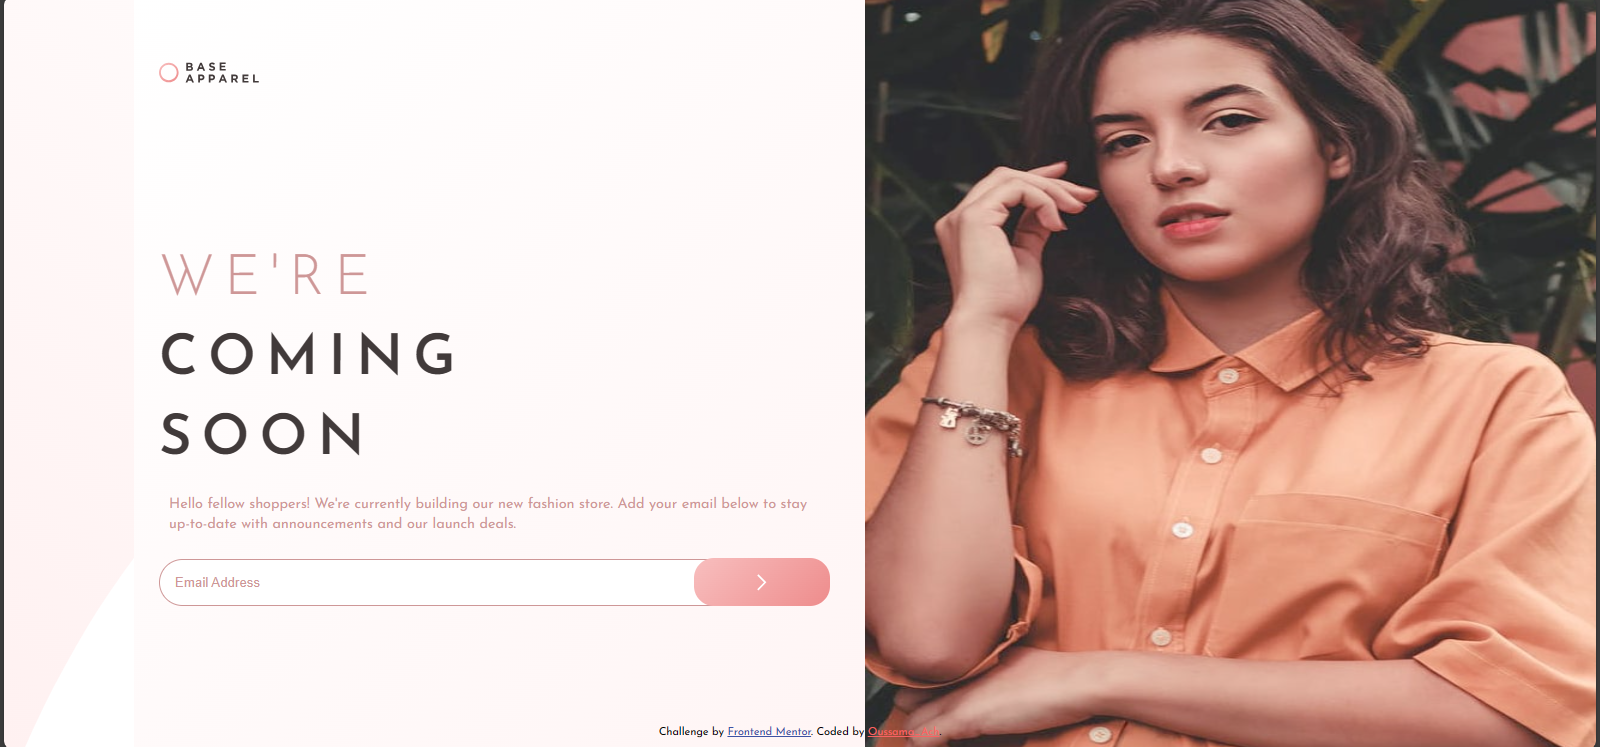 BASE
APPAREL
WE'RE
COMING
SOON
Hello fellow shoppers! We're currently building our new fashion store. Add your email below to stay
up-to-date with announcements and our launch deals.
Email Address
Challenge by Frontend Mentor. Coded by